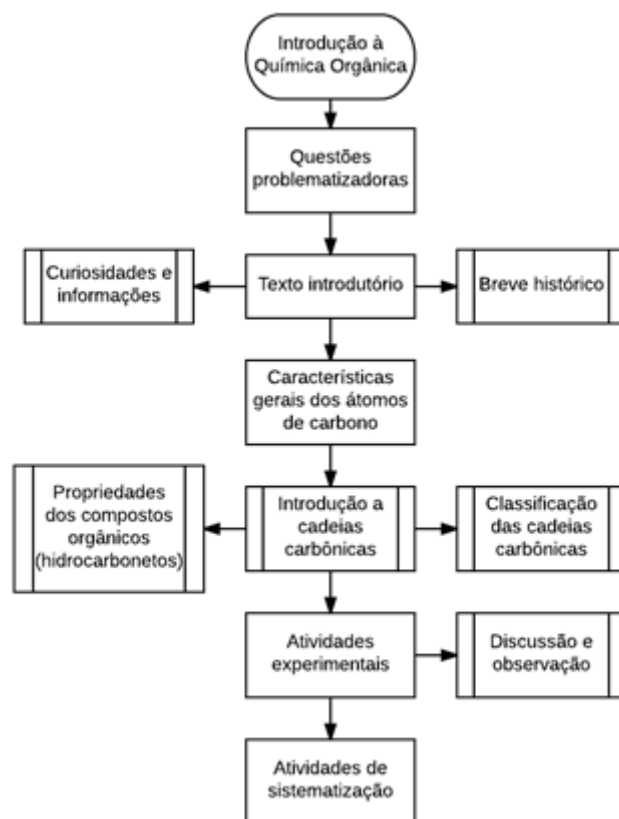 Introdução à
Química Orgânica
Questões
problematizadoras
Curiosidades e
informações
Texto introdutório
Breve histórico
Características
gerais dos átomos
de carbono
Propriedades
dos compostos
orgânicos
(hidrocarbonetos)
Introdução a
cadeias
carbônicas
Classificação
das cadeias
carbônicas
Atividades
experimentais
Discussão e
observação
Atividades de
sistematização